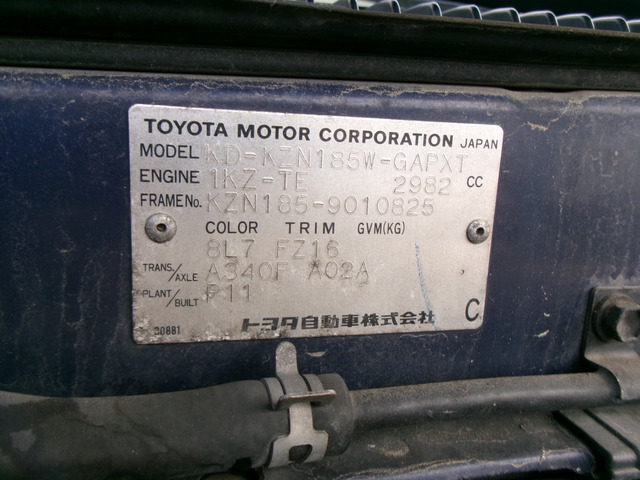 TOYOTA MOTOR CORPORATION JAPAN
MODEL KD-KZN185W-GAPXT
ENGINE 1KZ-TE 2982 CC
FRAME No. KZN185-9010825
COLOR TRIM GVM(KG)
8L7 FZ16
TRANS./AXLE A340F A03A
PLANT/BUILT P11
トヨタ自動車株式会社 C